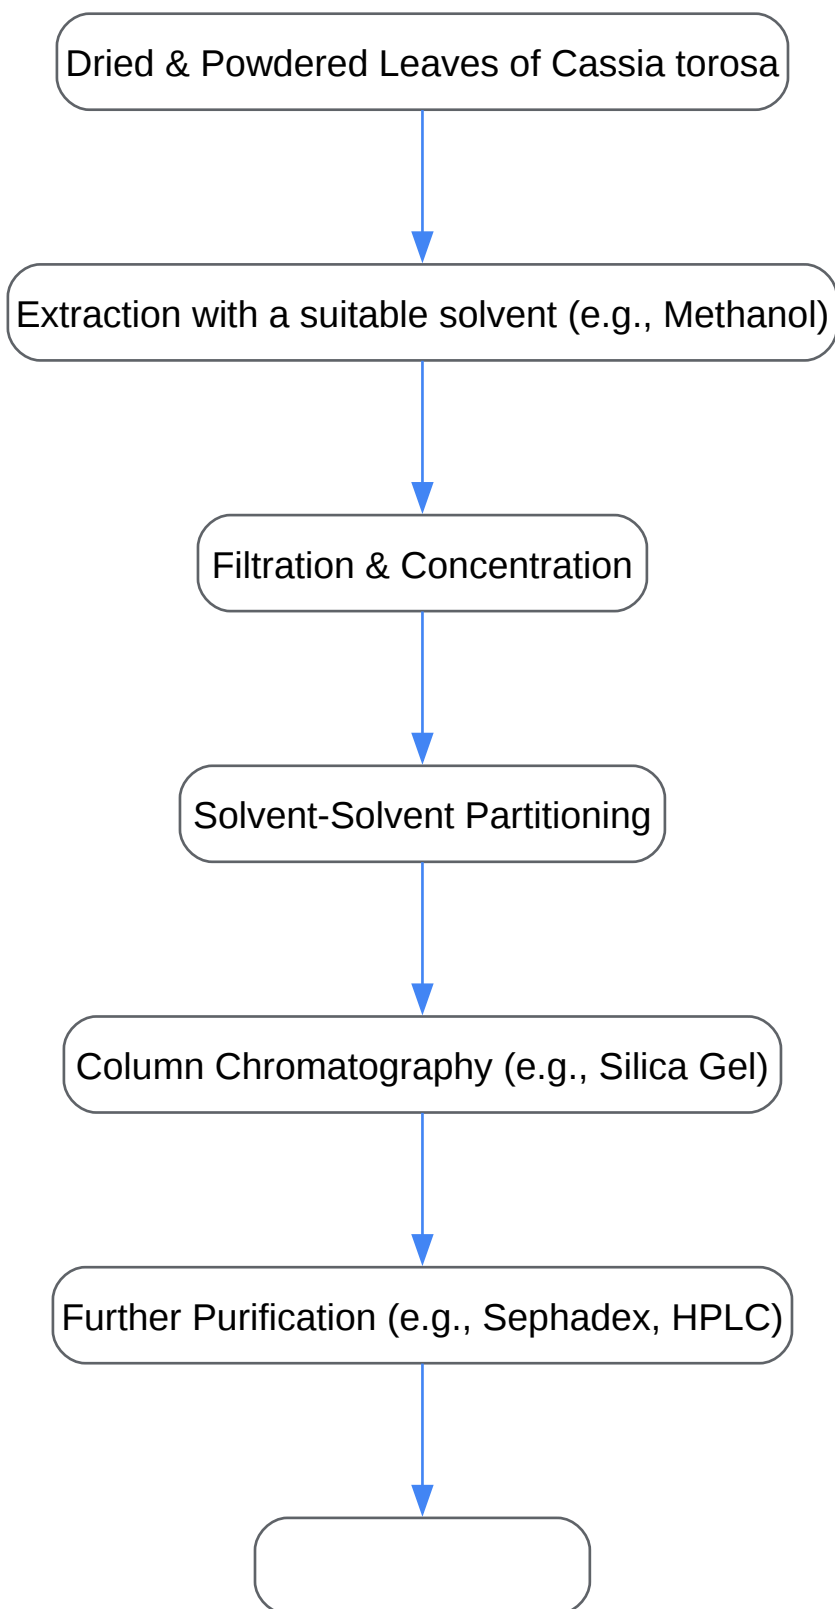 Dried & Powdered Leaves of Cassia torosa
Extraction with a suitable solvent (e.g., Methanol)
Filtration & Concentration
Solvent-Solvent Partitioning
Column Chromatography (e.g., Silica Gel)
Further Purification (e.g., Sephadex, HPLC)